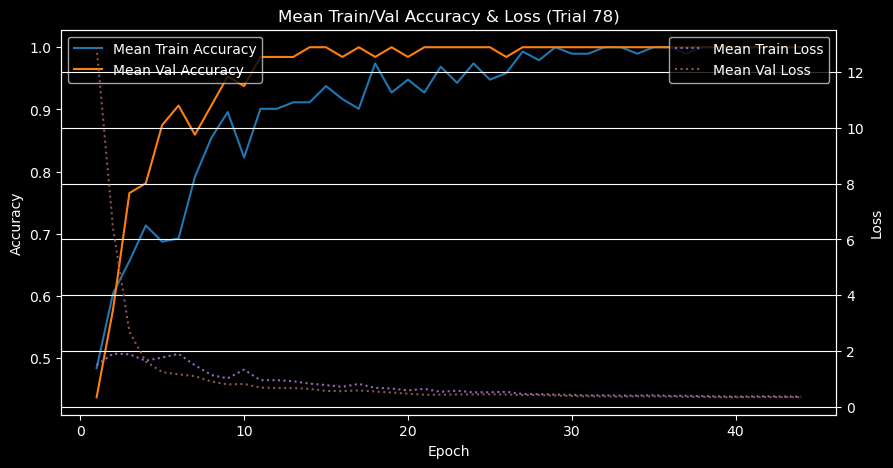 Mean Train/Val Accuracy & Loss (Trial 78)
Mean Train Accuracy
Mean Val Accuracy
Mean Train Loss
Mean Val Loss
Accuracy
1.0
0.9
0.8
0.7
0.6
0.5
12
10
8
6
4
2
0
Loss
0 10 20 30 40
Epoch